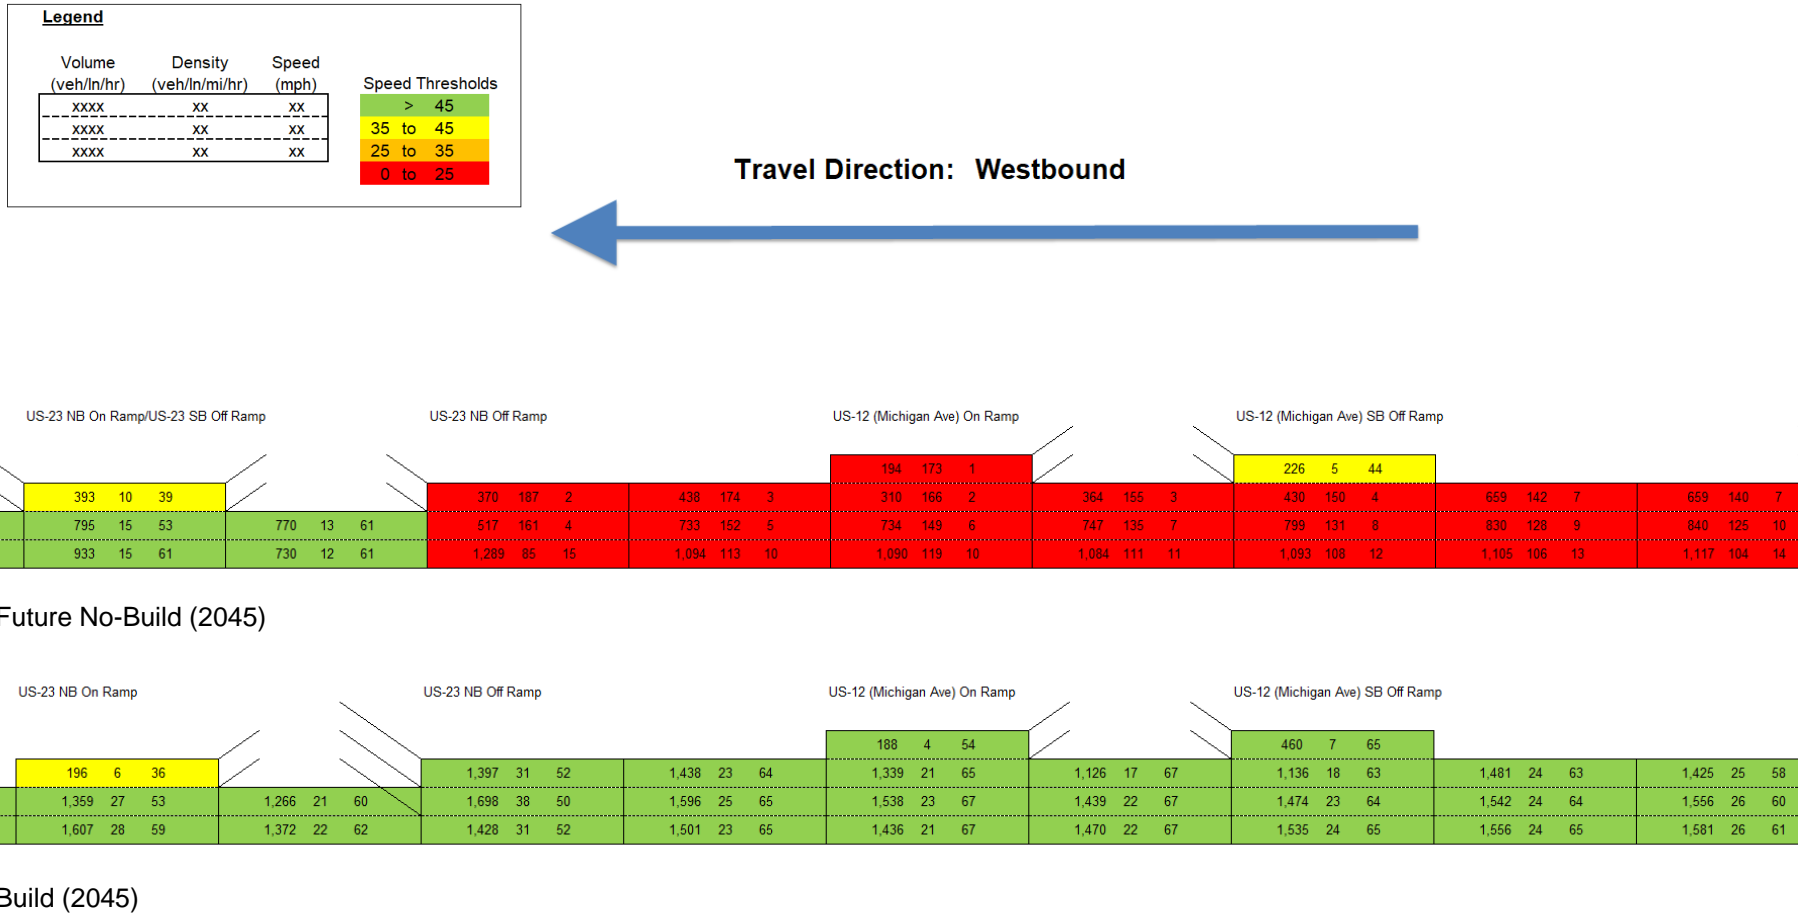 Legend
Volume Density Speed
(veh/ln/hr) (veh/ln/mi/hr) (mph) Speed Thresholds
xxxx xx xx > 45
xxxx xx xx 35 to 45
xxxx xx xx 25 to 35
0 to 25
Travel Direction: Westbound
US-23 NB On Ramp/US-23 SB Off Ramp US-23 NB Off Ramp US-12 (Michigan Ave) On Ramp US-12 (Michigan Ave) SB Off Ramp
194 173 1 226 5 44
393 10 39 370 187 2 438 174 3 310 166 2 364 155 3 430 150 4 659 142 7 659 140 7
795 15 53 770 13 61 517 161 4 733 152 5 734 149 6 747 135 7 799 131 8 830 128 9 840 125 10
933 15 61 730 12 61 1,289 85 15 1,094 113 10 1,090 119 10 1,084 111 11 1,093 108 12 1,105 106 13 1,117 104 14
Future No-Build (2045)
US-23 NB On Ramp US-23 NB Off Ramp US-12 (Michigan Ave) On Ramp US-12 (Michigan Ave) SB Off Ramp
188 4 54 460 7 65
196 6 36 1,397 31 52 1,438 23 64 1,339 21 65 1,126 17 67 1,136 18 63 1,481 24 63 1,425 25 58
1,359 27 53 1,266 21 60 1,698 38 50 1,596 25 65 1,538 23 67 1,439 22 67 1,474 23 64 1,542 24 64 1,556 26 60
1,607 28 59 1,372 22 62 1,428 31 52 1,501 23 65 1,436 21 67 1,470 22 67 1,535 24 65 1,556 24 65 1,581 26 61
Build (2045)